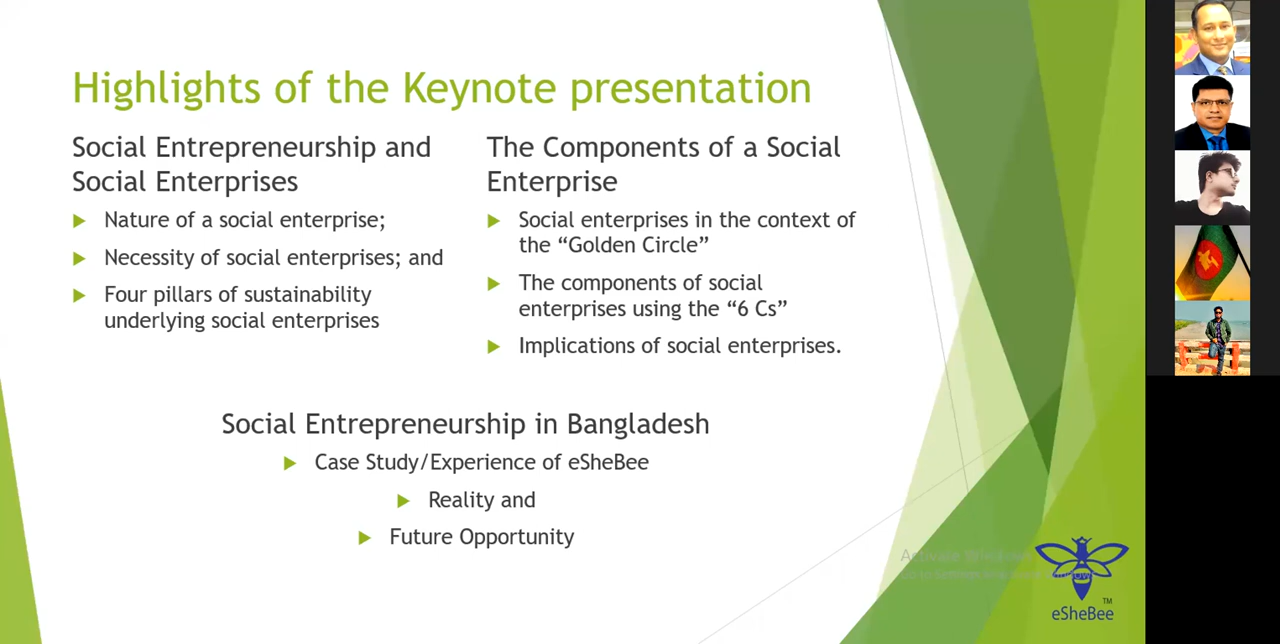 Highlights of the Keynote presentation
Social Entrepreneurship and
Social Enterprises
Nature of a social enterprise;
Necessity of social enterprises; and
Four pillars of sustainability
underlying social enterprises
The Components of a Social
Enterprise
Social enterprises in the context of
the “Golden Circle”
The components of social
enterprises using the “6 Cs”
Implications of social enterprises.
Social Entrepreneurship in Bangladesh
Case Study/Experience of eSheBee
Reality and
Future Opportunity
Activate Windows
TM
eSheBee